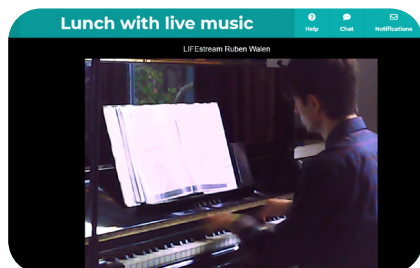 Lunch with live music
Help
Chat
Notifications
LIFEstream Ruben Walen